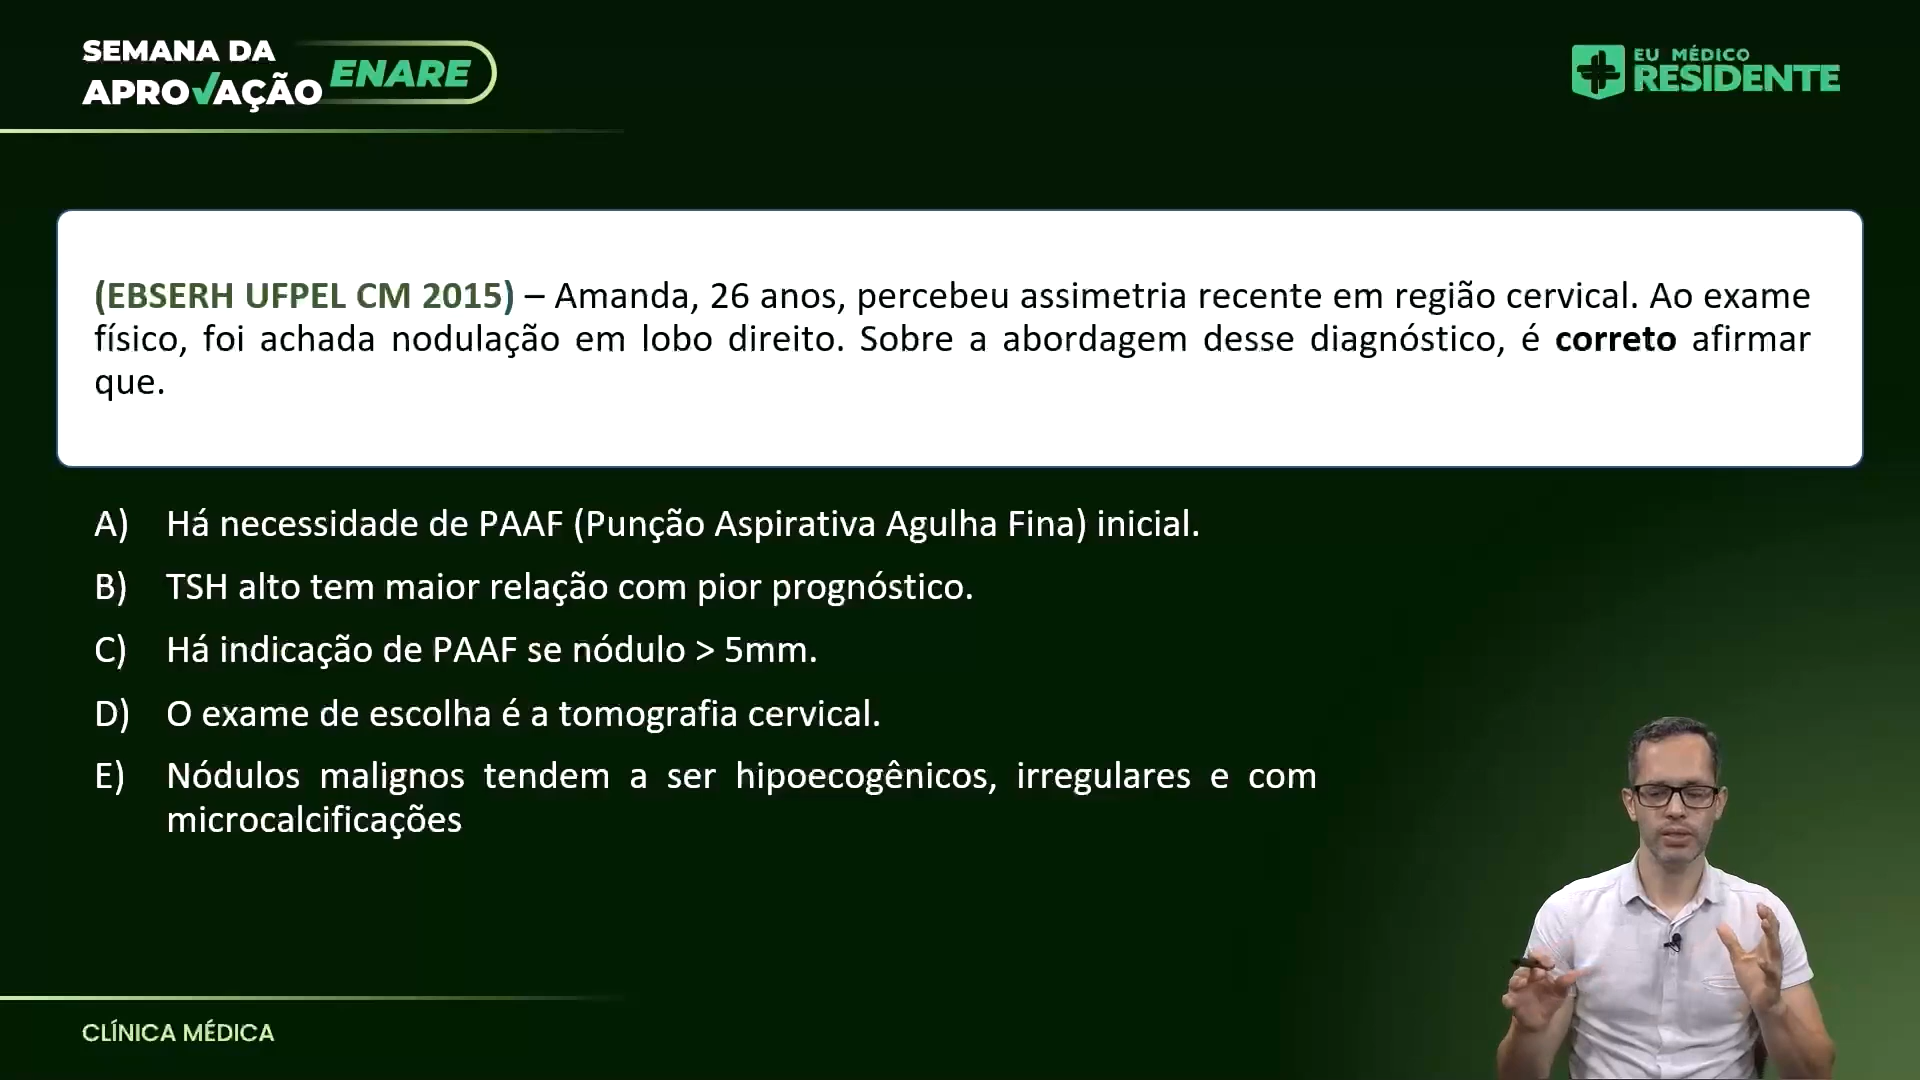 SEMANA DA
APROVAÇÃO ENARE
EU MÉDICO
RESIDENTE
(EBSERH UFPEL CM 2015) – Amanda, 26 anos, percebeu assimetria recente em região cervical. Ao exame
físico, foi achada nodulação em lobo direito. Sobre a abordagem desse diagnóstico, é correto afirmar
que.
A) Há necessidade de PAAF (Punção Aspirativa Agulha Fina) inicial.
B) TSH alto tem maior relação com pior prognóstico.
C) Há indicação de PAAF se nódulo > 5mm.
D) O exame de escolha é a tomografia cervical.
E) Nódulos malignos tendem a ser hipoecogênicos, irregulares e com
microcalcificações
CLÍNICA MÉDICA